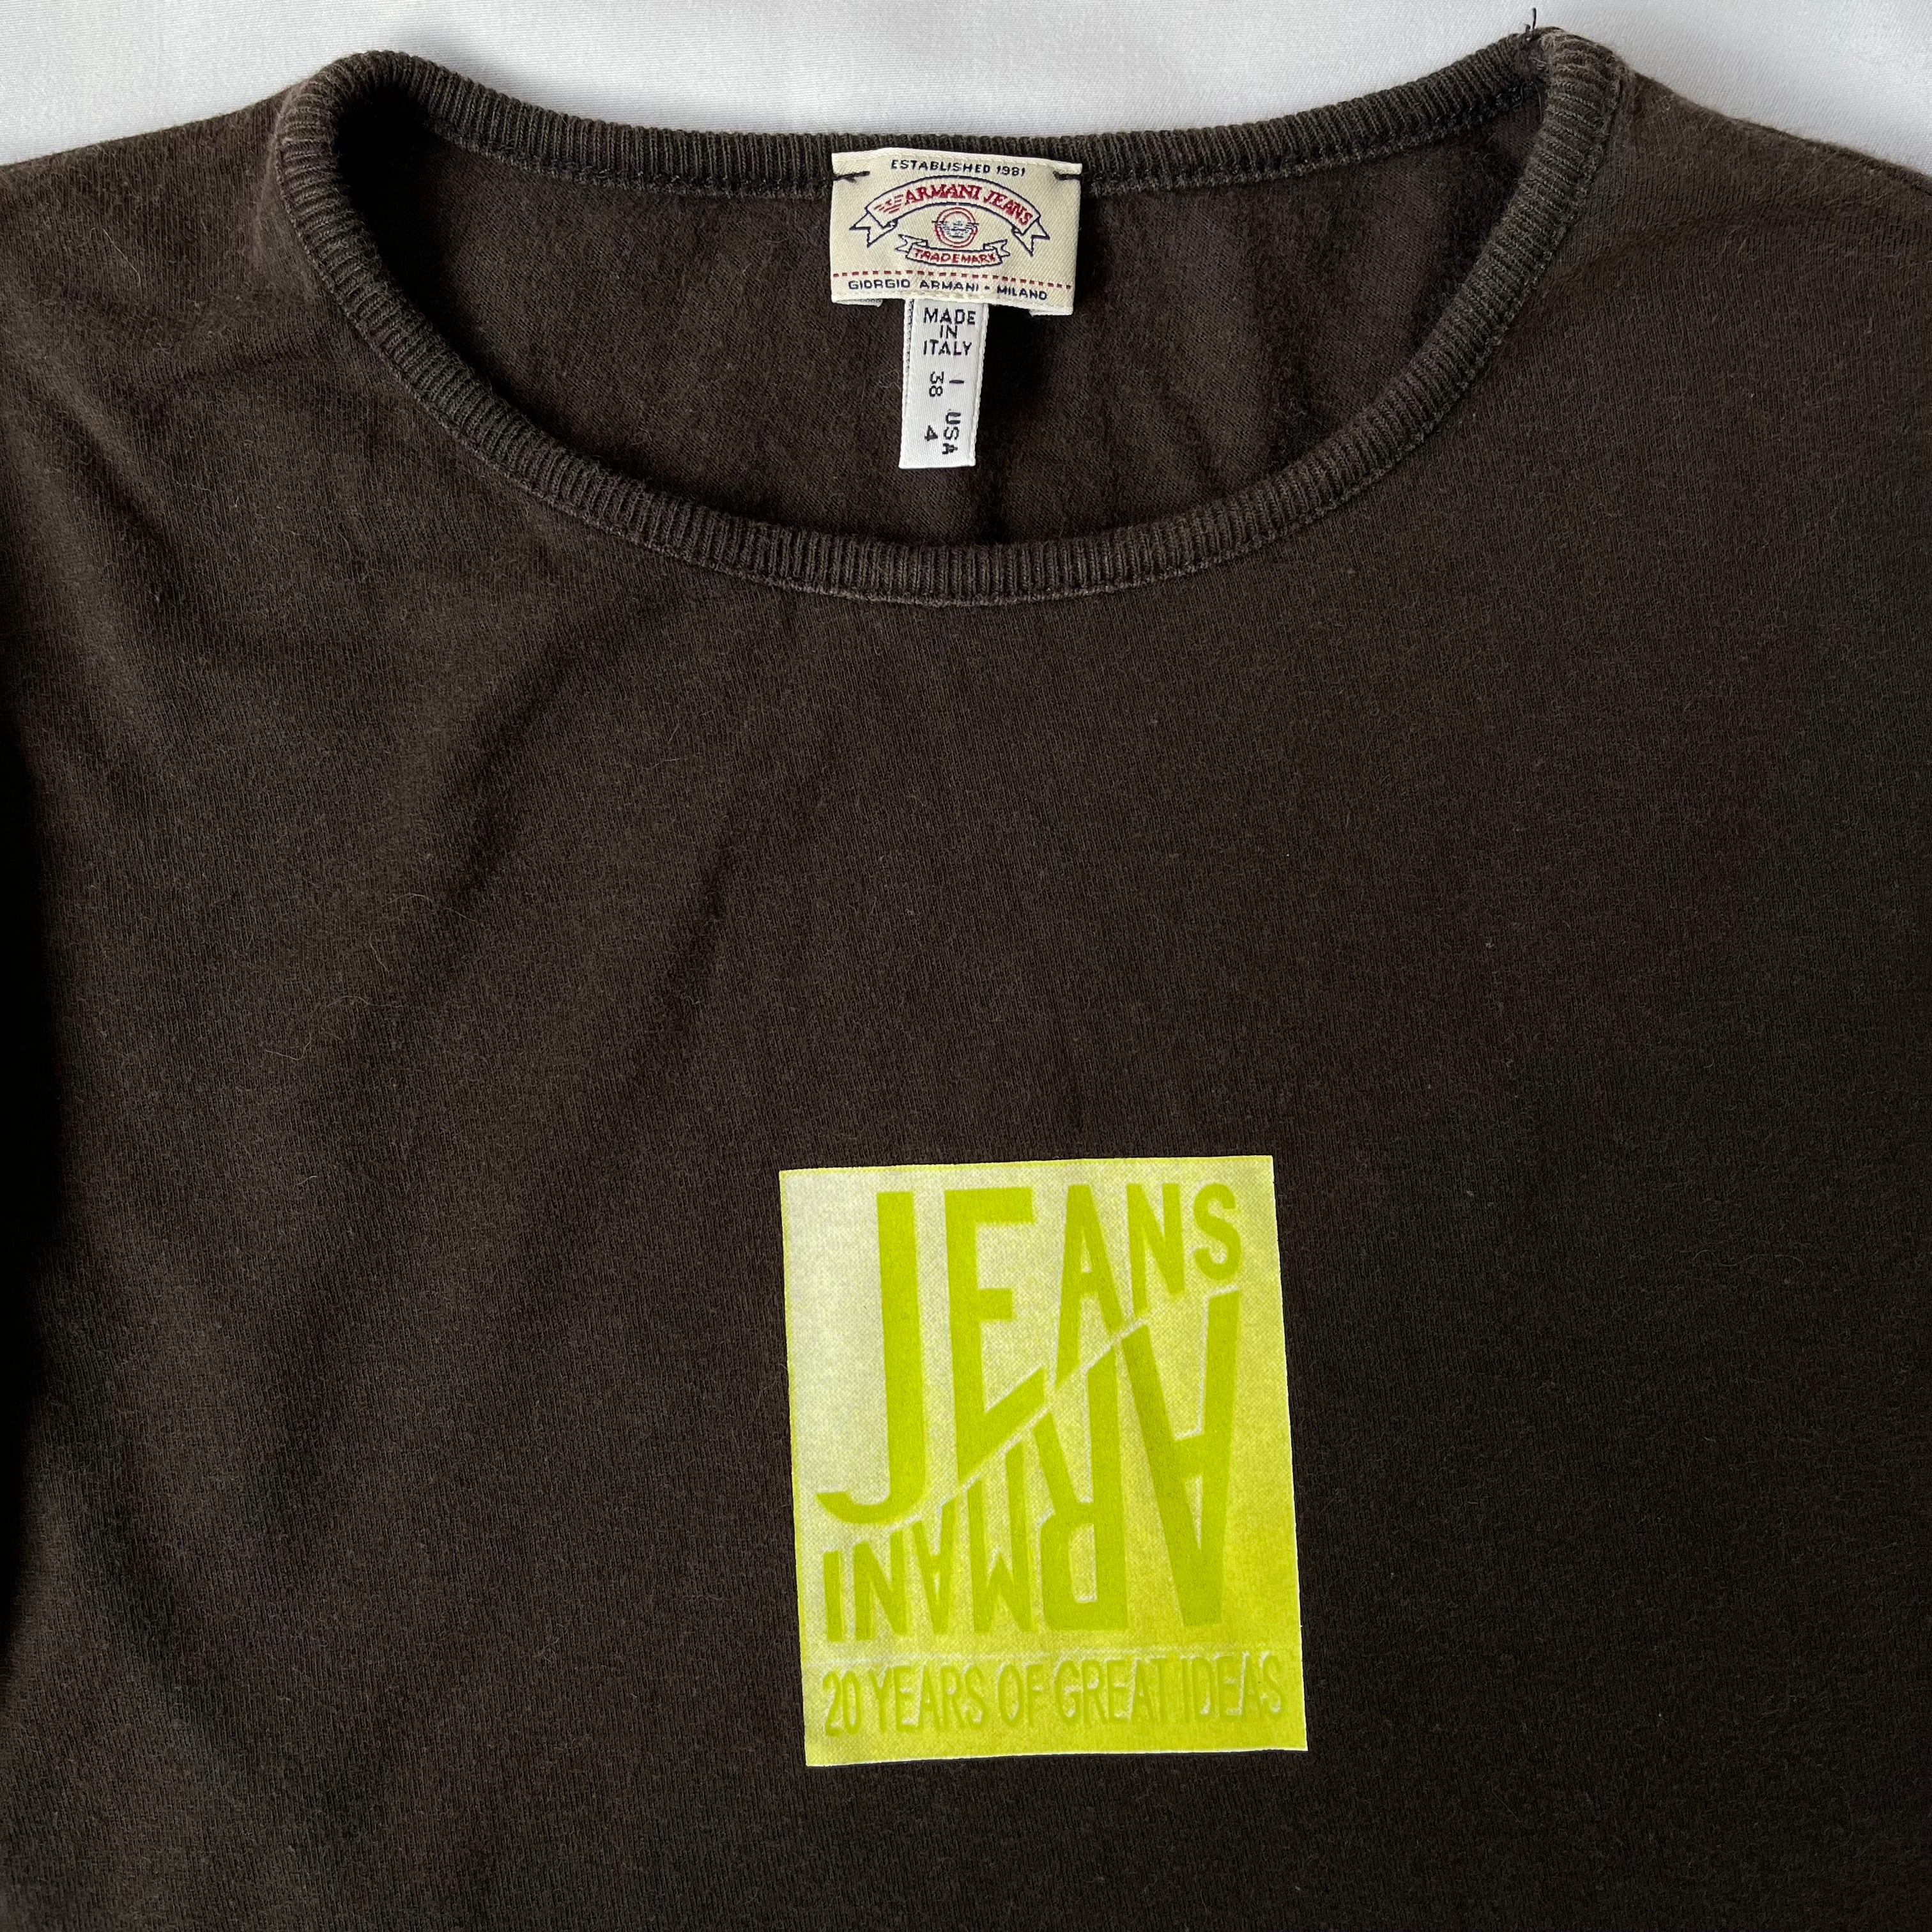 ESTABLISHED 1981
ARMANI JEANS
TRADEMARK
GIORGIO ARMANI - MILANO
MADE
IN
ITALY
I USA
38 4
JEANS
ARMANI
20 YEARS OF GREAT IDEAS